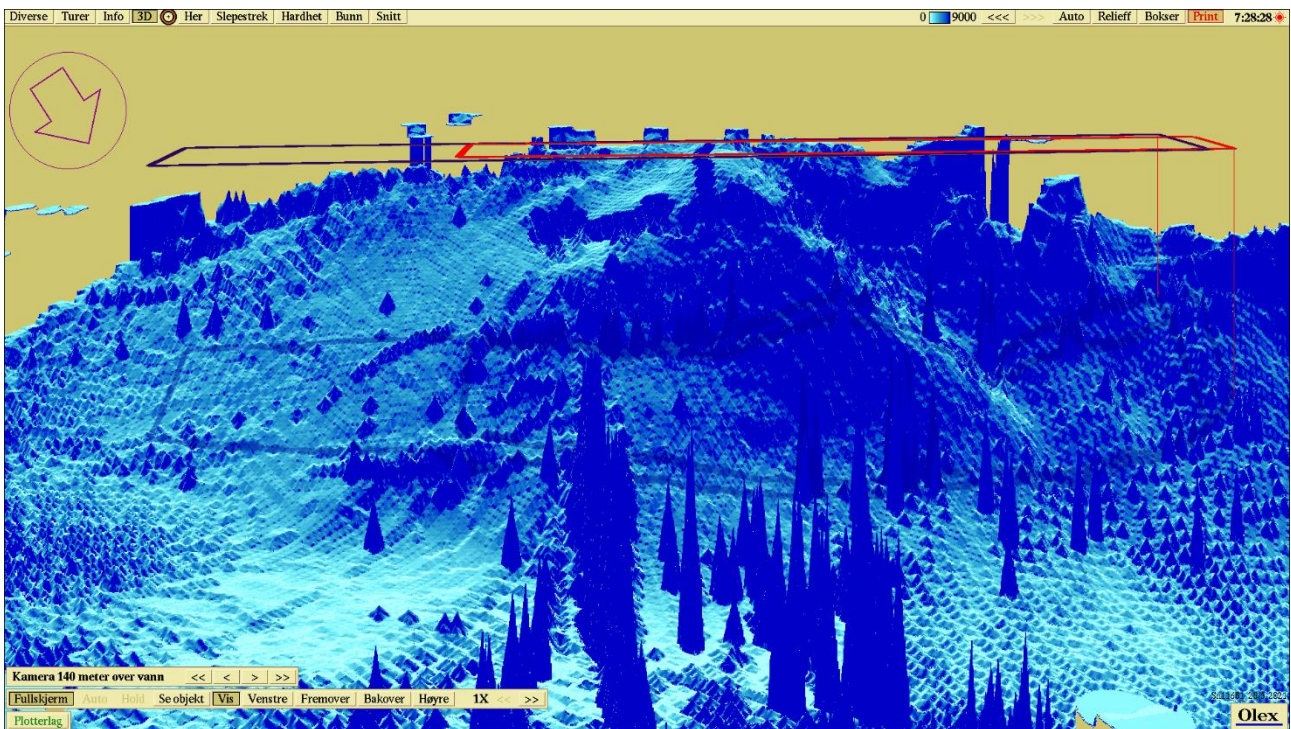 Diverse Turer Info 3D Her Slepestrek Hardhet Bunn Snitt 0 9000 <<< >>> Auto Relieff Bokser Print 7:28:28
Kamera 140 meter over vann << < > >>
Fullskjerm Auto Hold Se objekt Vis Venstre Fremover Bakover Høyre 1X << >>
Plotterlag
Olex